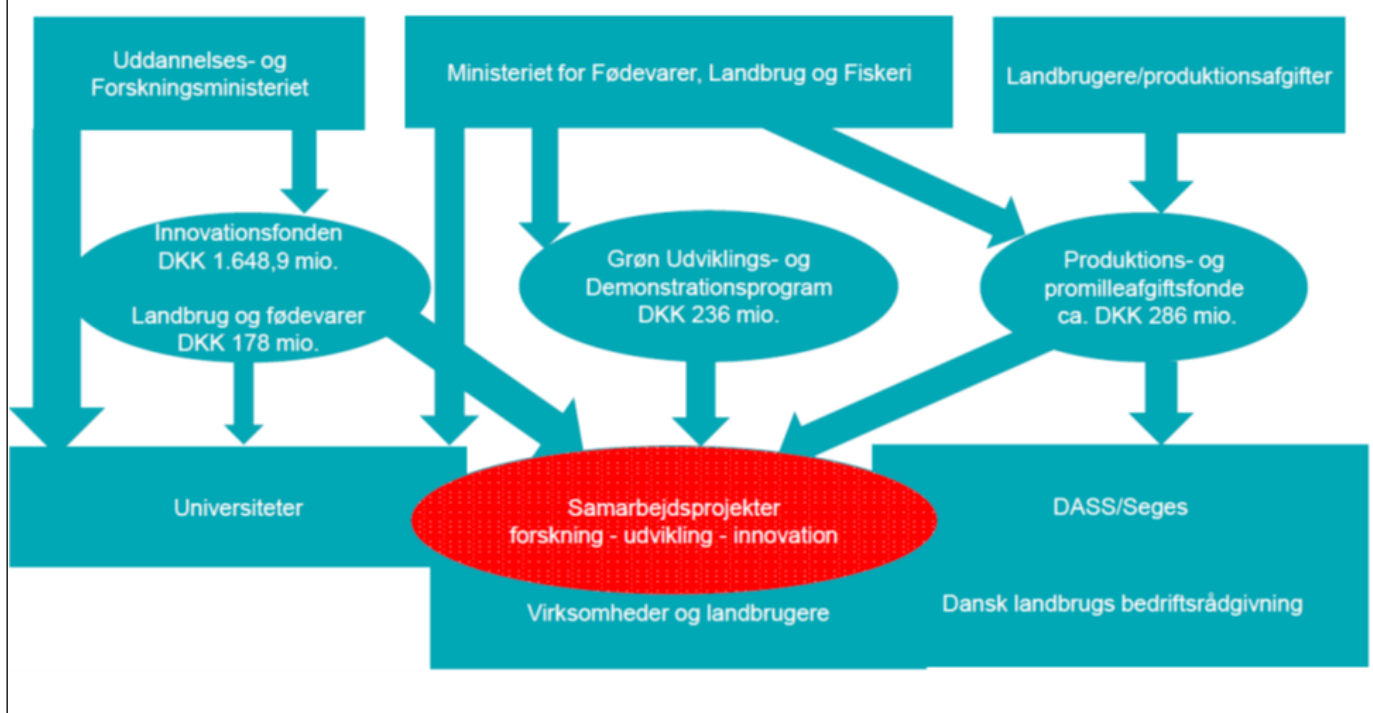 Uddannelses- og
Forskningsministeriet
Ministeriet for Fødevarer, Landbrug og Fiskeri
Landbrugere/produktionsafgifter
Innovationsfonden
DKK 1.648,9 mio.
Landbrug og fødevarer
DKK 178 mio.
Grøn Udviklings- og
Demonstrationsprogram
DKK 236 mio.
Produktions- og
promilleafgiftsfonde
ca. DKK 286 mio.
Universiteter
Samarbejdsprojekter
forskning - udvikling - innovation
DASS/Seges
Virksomheder og landbrugere
Dansk landbrugs bedriftsrådgivning